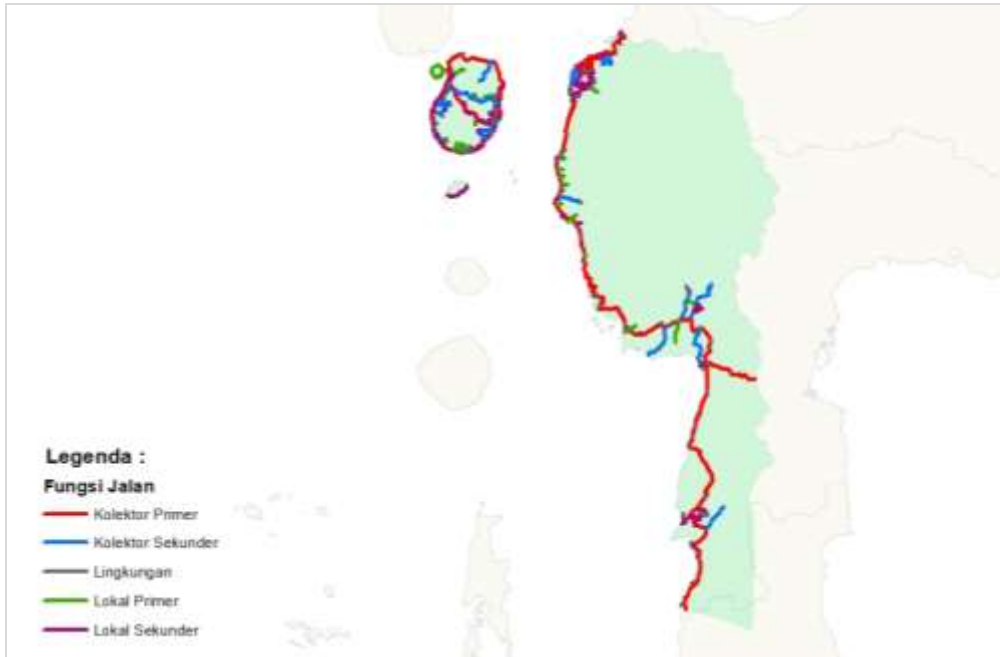 Legenda :
Fungsi Jalan
Kolektor Primer
Kolektor Sekunder
Lingkungan
Lokal Primer
Lokal Sekunder